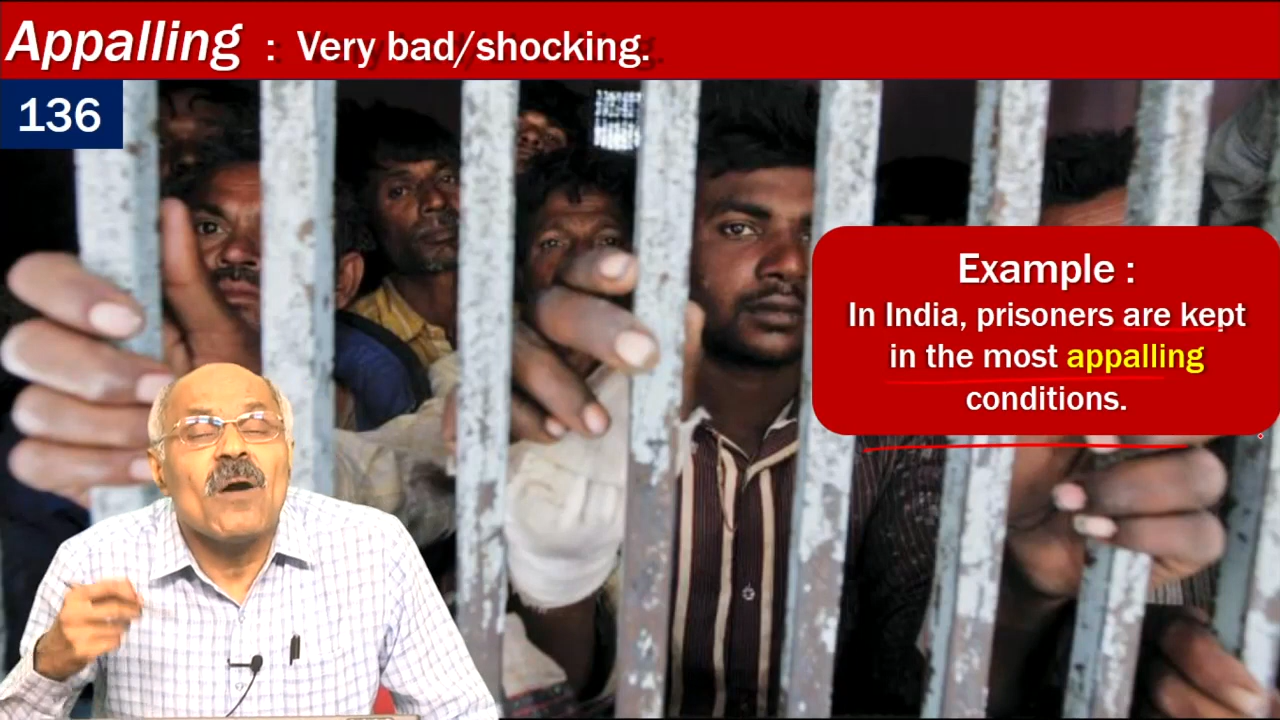 Appalling : Very bad/shocking.
136
Example :
In India, prisoners are kept
in the most appalling
conditions.